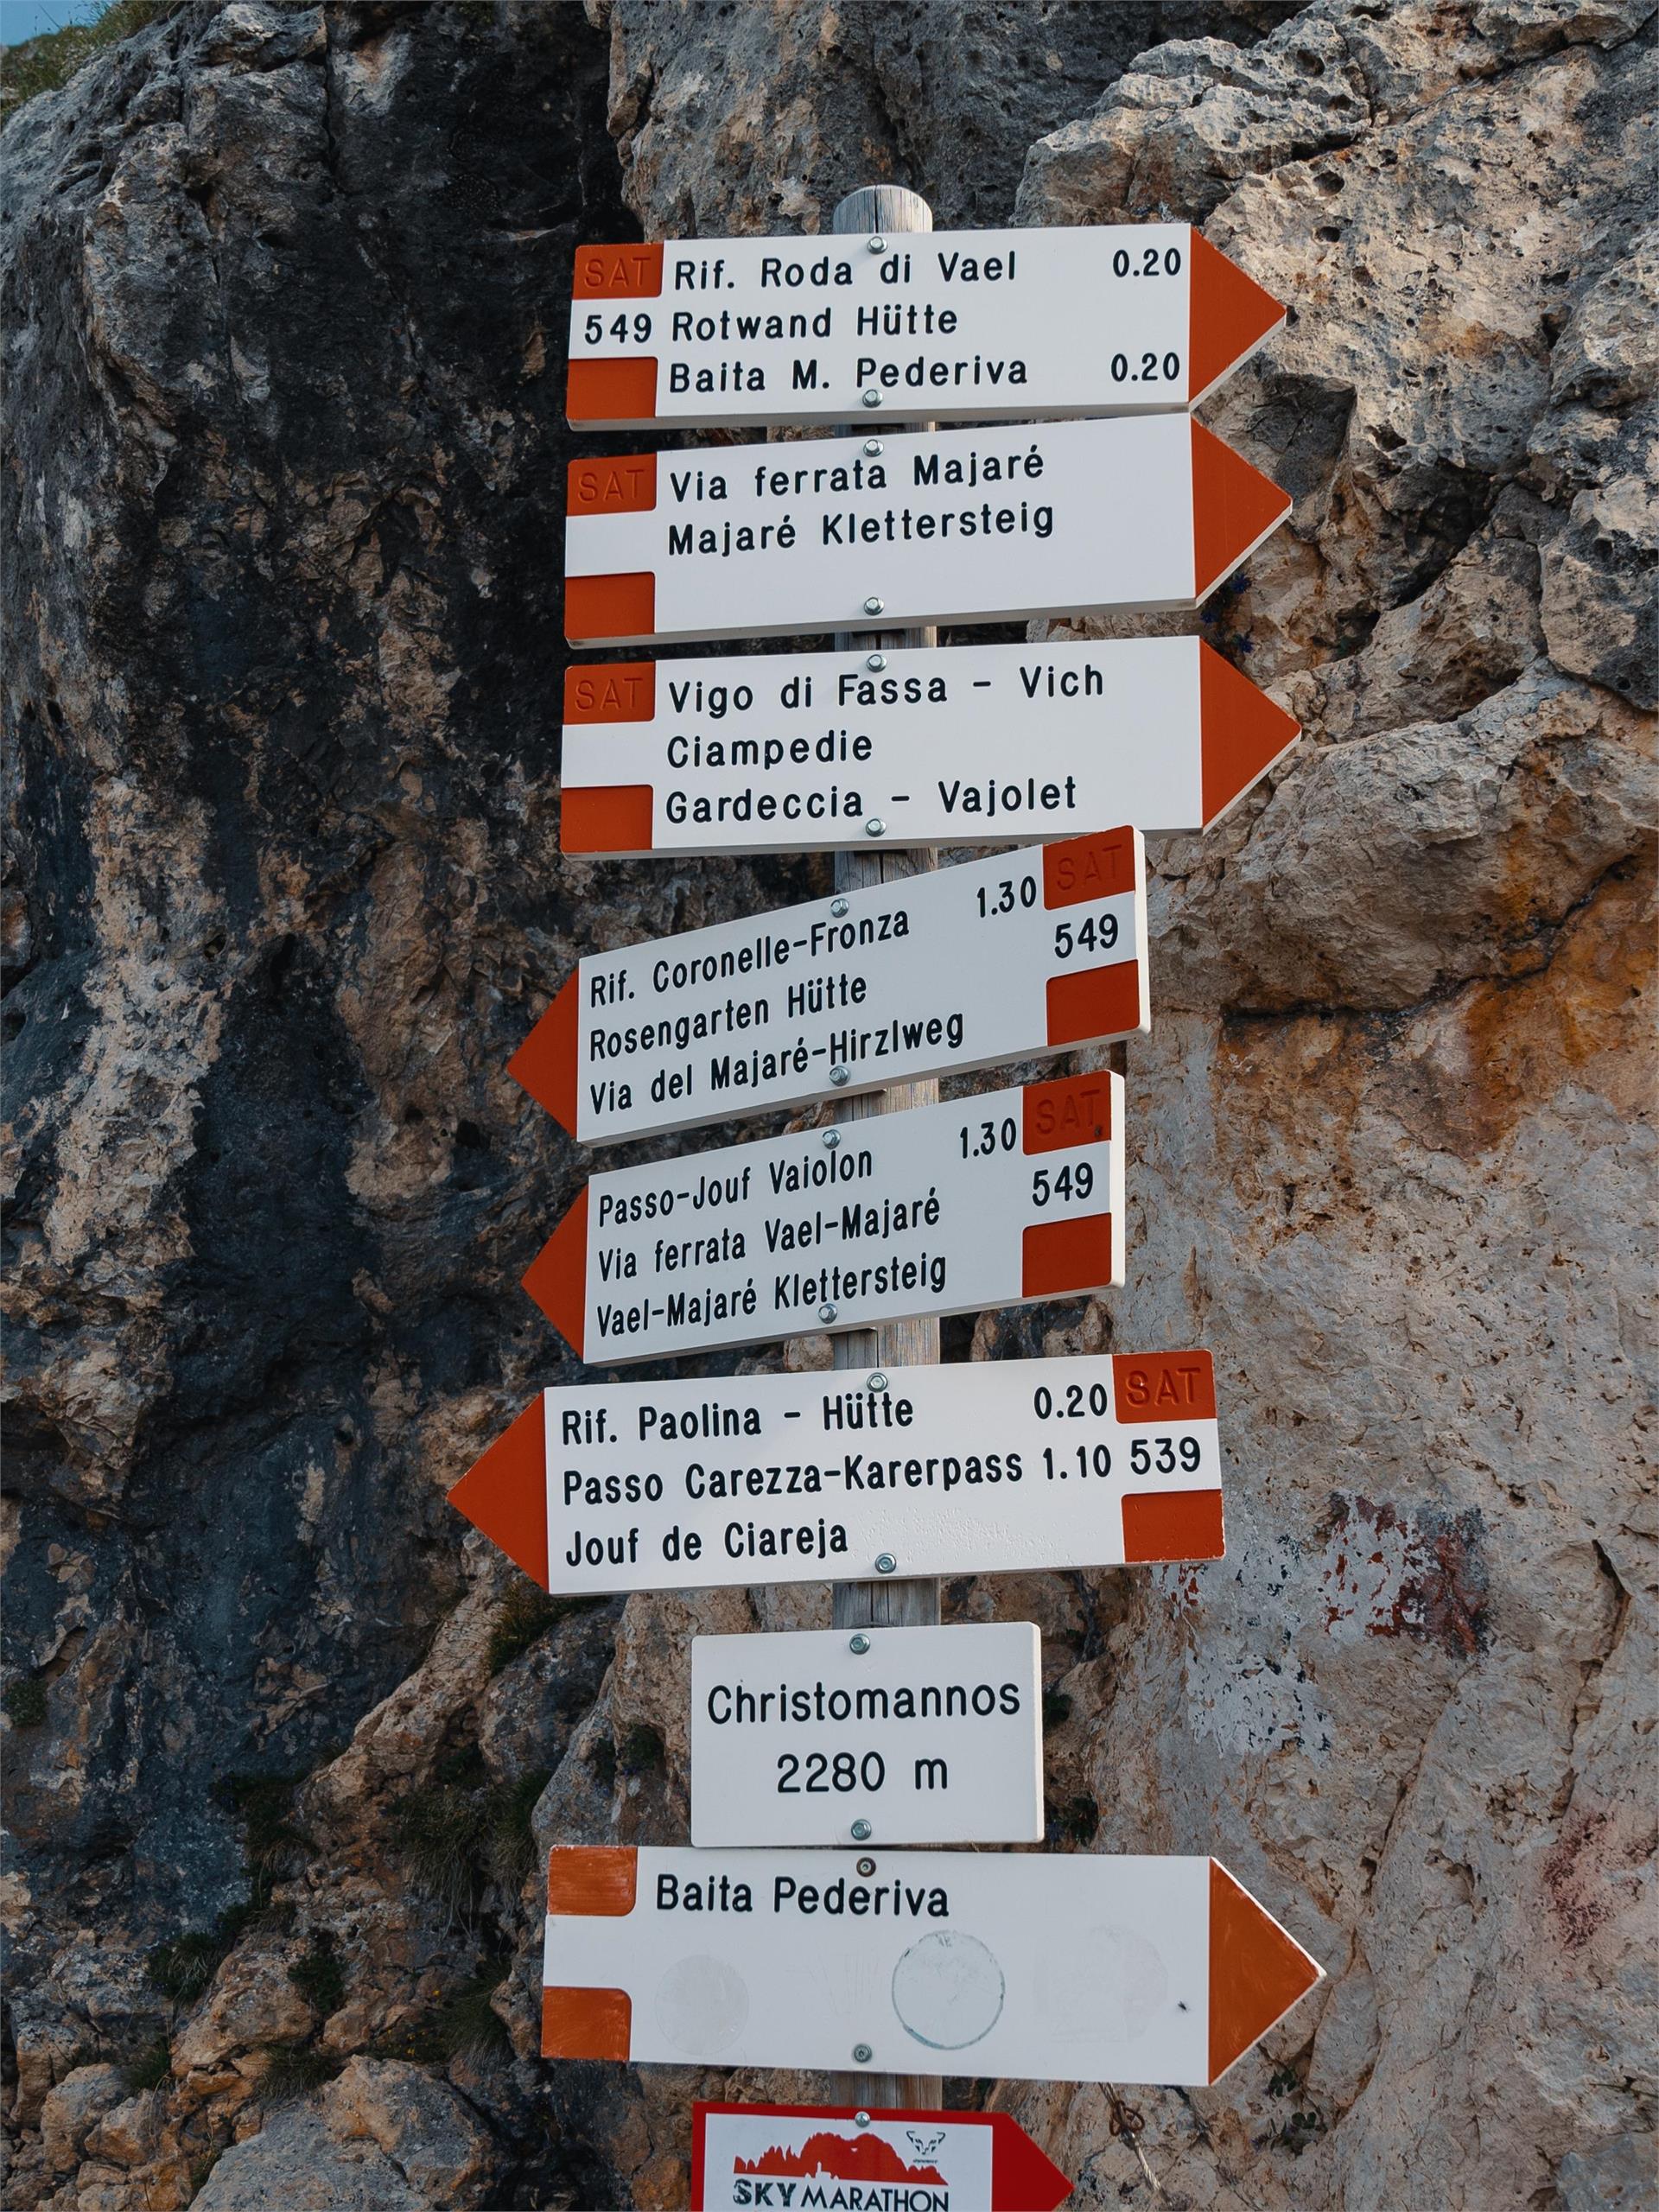 SAT Rif. Roda di Vael 0.20
549 Rotwand Hütte
Baita M. Pederiva 0.20
SAT Via ferrata Majaré
Majaré Klettersteig
SAT Vigo di Fassa - Vich
Ciampedie
Gardeccia - Vajolet
Rif. Coronelle-Fronza 1.30 SAT
Rosengarten Hütte 549
Via del Majaré-Hirzlweg
Passo-Jouf Vaiolon 1.30 SAT
Via ferrata Vael-Majaré 549
Vael-Majaré Klettersteig
Rif. Paolina - Hütte 0.20 SAT
Passo Carezza-Karerpass 1.10 539
Jouf de Ciareja
Christomannos
2280 m
Baita Pederiva
SKYMARATHON